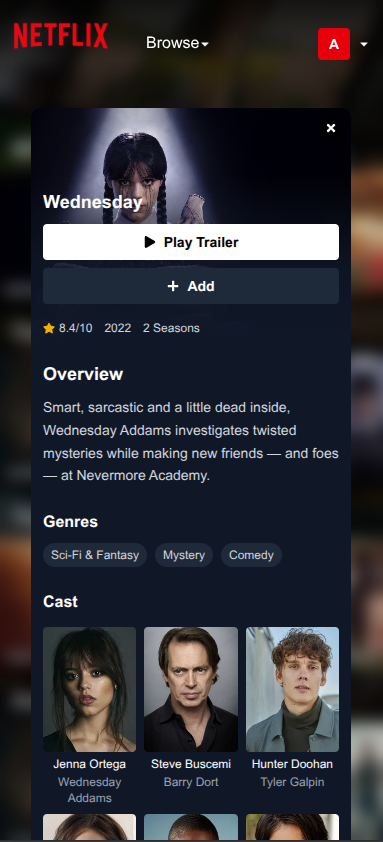 NETFLIX
Browse
A
Wednesday
Play Trailer
Add
8.4/10 2022 2 Seasons
Overview
Smart, sarcastic and a little dead inside,
Wednesday Addams investigates twisted
mysteries while making new friends — and foes
— at Nevermore Academy.
Genres
Sci-Fi & Fantasy Mystery Comedy
Cast
Jenna Ortega Steve Buscemi Hunter Doohan
Wednesday Barry Dort Tyler Galpin
Addams